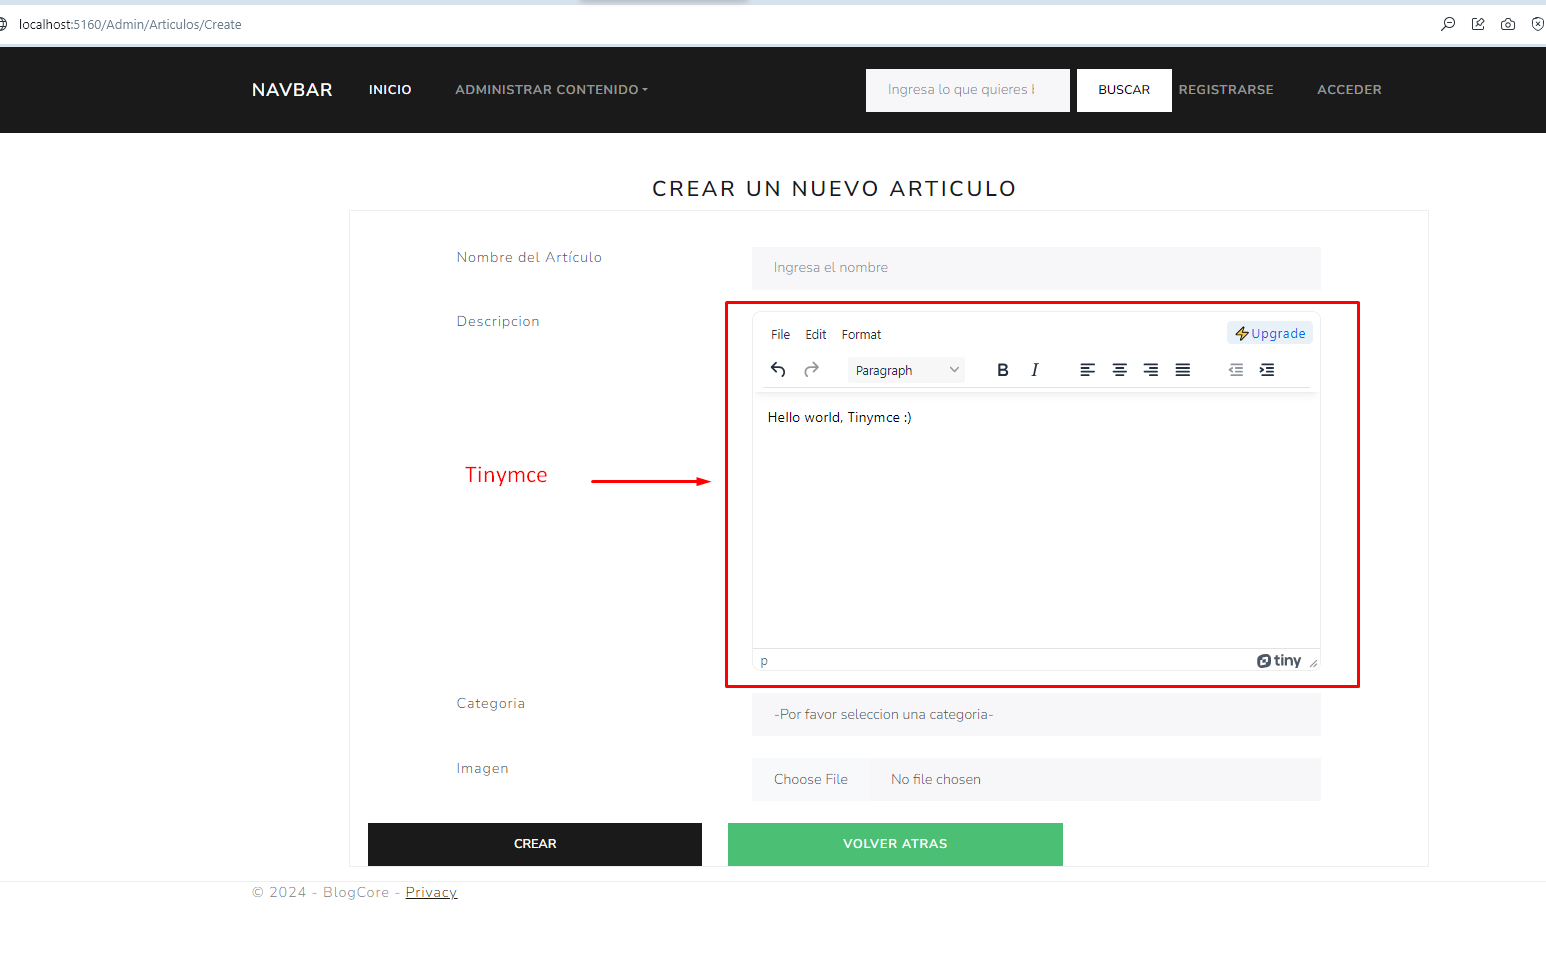 localhost:5160/Admin/Articulos/Create
NAVBAR INICIO ADMINISTRAR CONTENIDO Ingresa lo que quieres BUSCAR REGISTRARSE ACCEDER
CREAR UN NUEVO ARTICULO
Nombre del Artículo Ingresa el nombre
Descripcion
File Edit Format Upgrade
Paragraph B I
Hello world, Tinymce :)
Tinymce
p tiny
Categoria -Por favor seleccion una categoria-
Imagen Choose File No file chosen
CREAR VOLVER ATRAS
© 2024 - BlogCore - Privacy